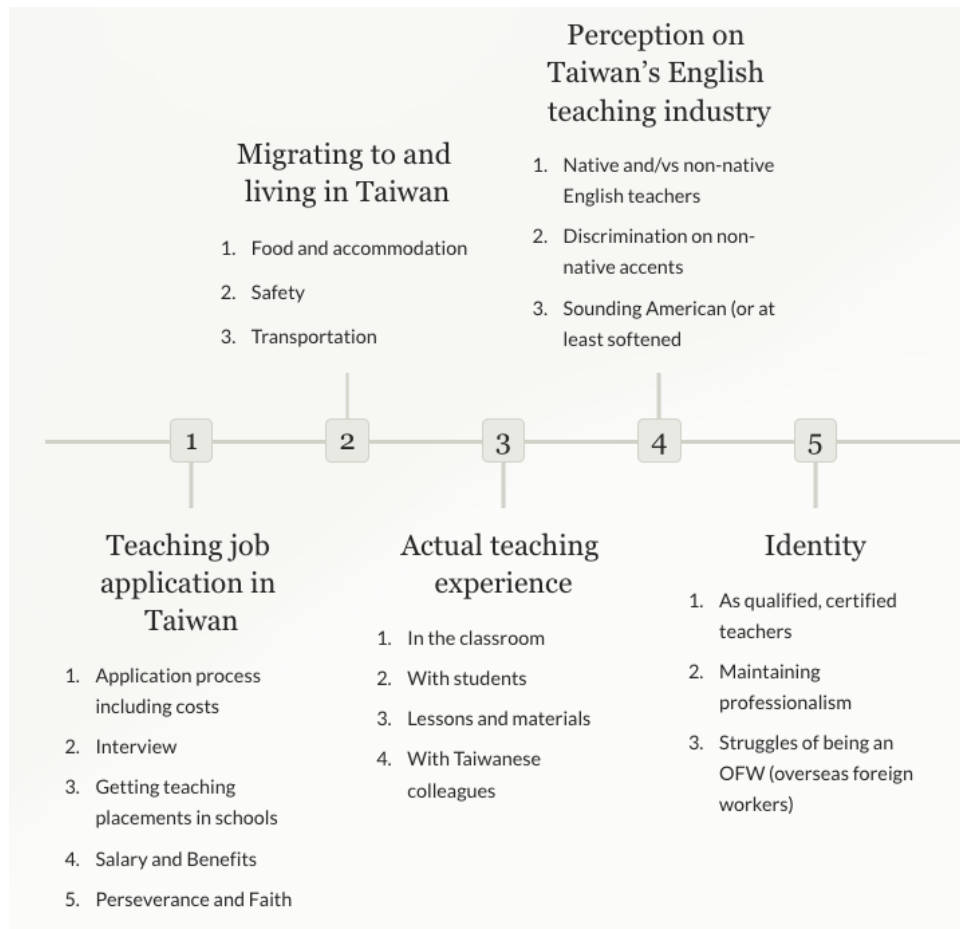 Teaching job
application in
Taiwan
1. Application process
including costs
2. Interview
3. Getting teaching
placements in schools
4. Salary and Benefits
5. Perseverance and Faith
1
Migrating to and
living in Taiwan
1. Food and accommodation
2. Safety
3. Transportation
2
Actual teaching
experience
1. In the classroom
2. With students
3. Lessons and materials
4. With Taiwanese
colleagues
3
Perception on
Taiwan’s English
teaching industry
1. Native and/vs non-native
English teachers
2. Discrimination on non-
native accents
3. Sounding American (or at
least softened
4
Identity
1. As qualified, certified
teachers
2. Maintaining
professionalism
3. Struggles of being an
OFW (overseas foreign
workers)
5